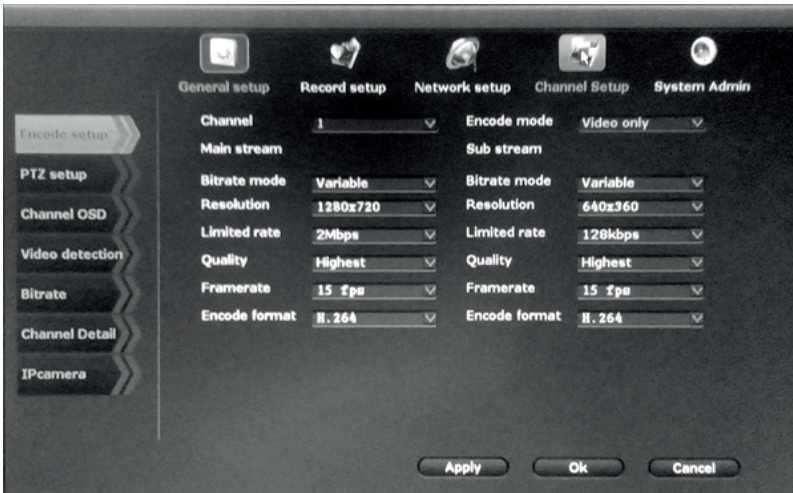 General setup Record setup Network setup Channel Setup System Admin
Encode setup
PTZ setup
Channel OSD
Video detection
Bitrate
Channel Detail
IPcamera
Channel 1 Encode mode Video only
Main stream Sub stream
Bitrate mode Variable Bitrate mode Variable
Resolution 1280x720 Resolution 640x360
Limited rate 2Mbps Limited rate 128kbps
Quality Highest Quality Highest
Framerate 15 fps Framerate 15 fps
Encode format H.264 Encode format H.264
Apply Ok Cancel